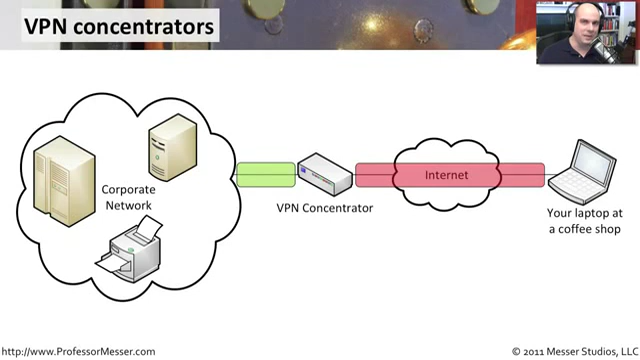 VPN concentrators
Corporate
Network
VPN Concentrator
Internet
Your laptop at
a coffee shop
http://www.ProfessorMesser.com
© 2011 Messer Studios, LLC